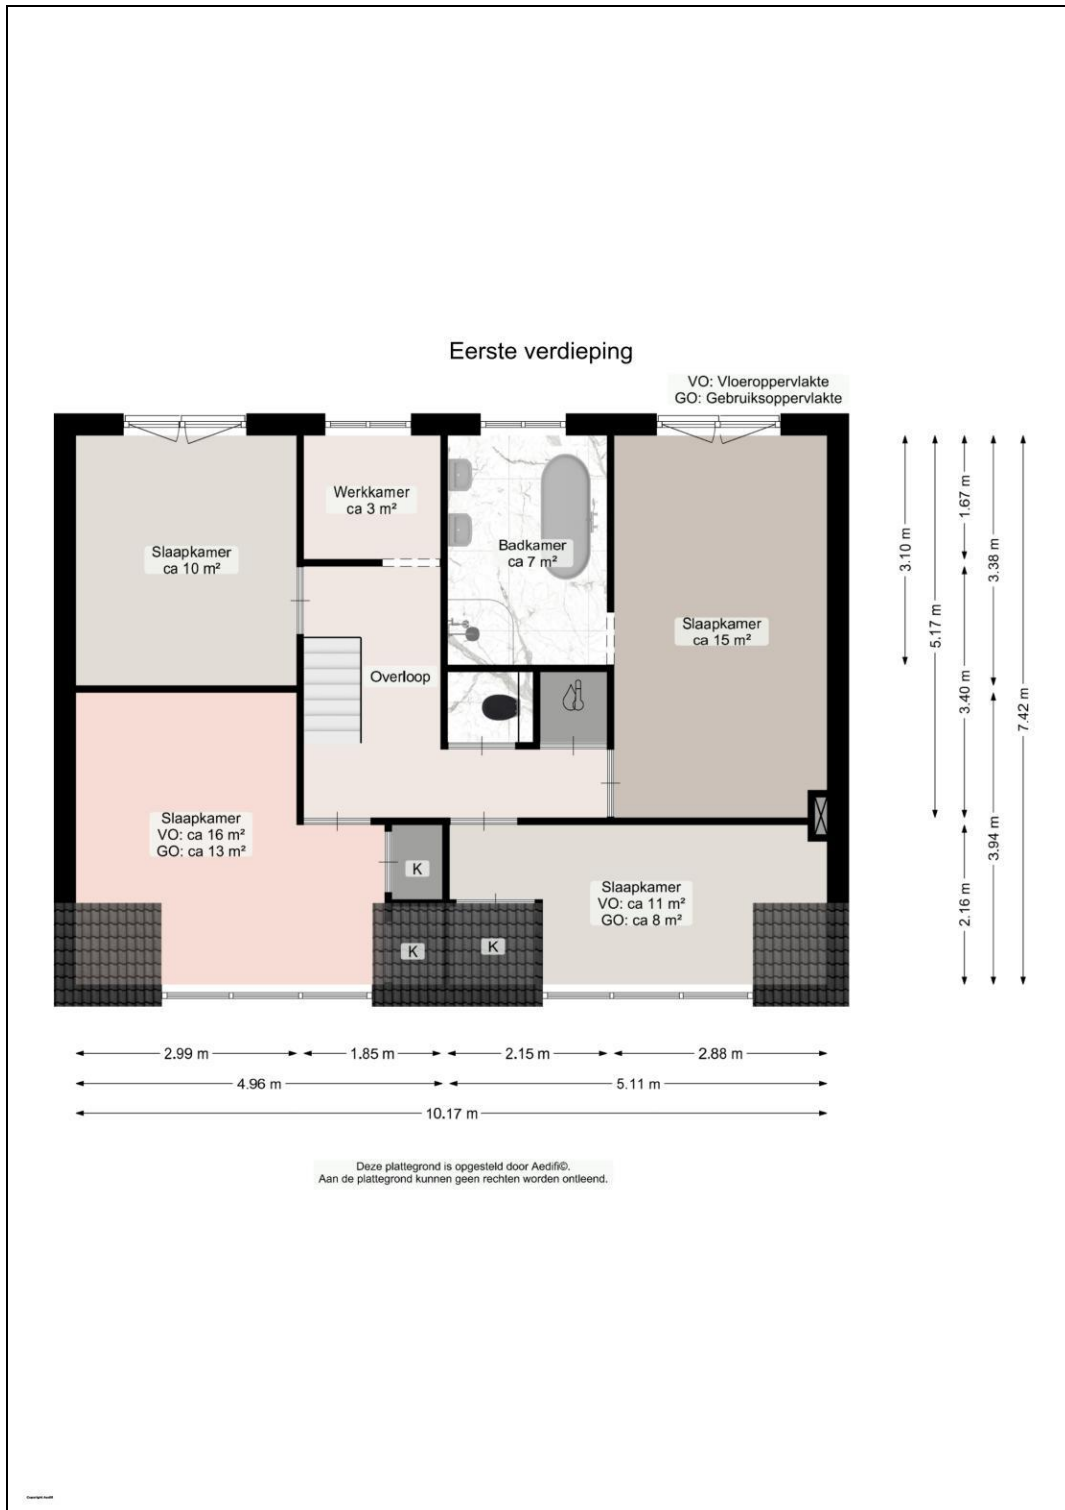 Eerste verdieping
VO: Vloeroppervlakte
GO: Gebruiksoppervlakte
Werkkamer
ca 3 m²
Slaapkamer
ca 10 m²
Badkamer
ca 7 m²
Slaapkamer
ca 15 m²
Overloop
Slaapkamer
VO: ca 16 m²
GO: ca 13 m²
K
Slaapkamer
VO: ca 11 m²
GO: ca 8 m²
K
K
3.10 m
5.17 m
1.67 m
3.40 m
2.16 m
3.38 m
3.94 m
7.42 m
2.99 m
1.85 m
2.15 m
2.88 m
4.96 m
5.11 m
10.17 m
Deze plattegrond is opgesteld door Aedifi©.
Aan de plattegrond kunnen geen rechten worden ontleend.
Copyright Aedifi